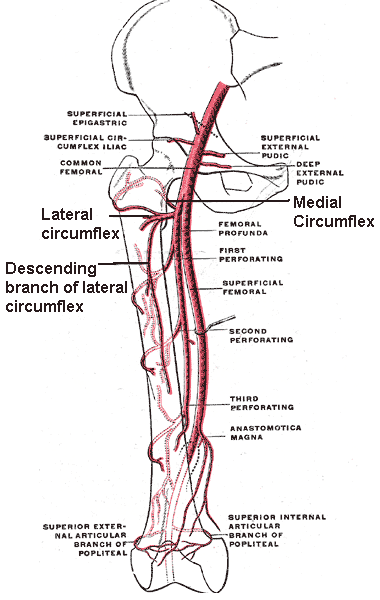 SUPERFICIAL
EPIGASTRIC
SUPERFICIAL CIR-
CUMFLEX ILIAC
COMMON
FEMORAL
SUPERFICIAL
EXTERNAL
PUDIC
DEEP
EXTERNAL
PUDIC
Medial
Circumflex
Lateral
circumflex
FEMORAL
PROFUNDA
FIRST
PERFORATING
Descending
branch of lateral
circumflex
SUPERFICIAL
FEMORAL
SECOND
PERFORATING
THIRD
PERFORATING
ANASTOMOTICA
MAGNA
SUPERIOR EXTER-
NAL ARTICULAR
BRANCH OF
POPLITEAL
SUPERIOR INTERNAL
ARTICULAR
BRANCH OF
POPLITEAL